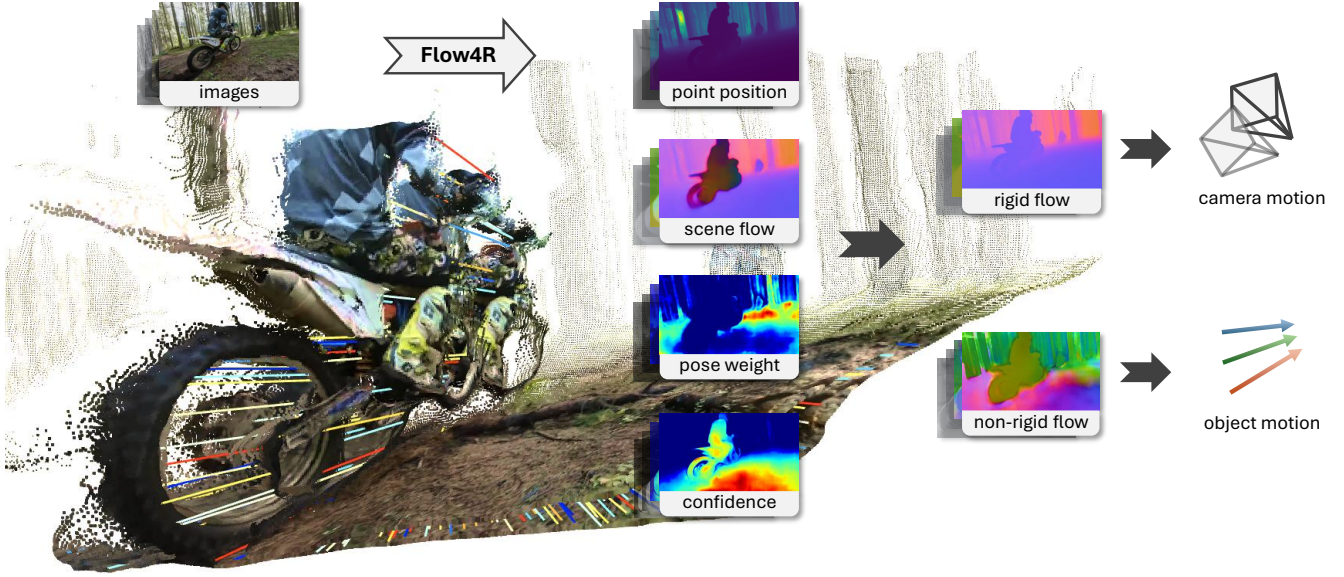 images
Flow4R
point position
scene flow
pose weight
confidence
rigid flow
non-rigid flow
camera motion
object motion